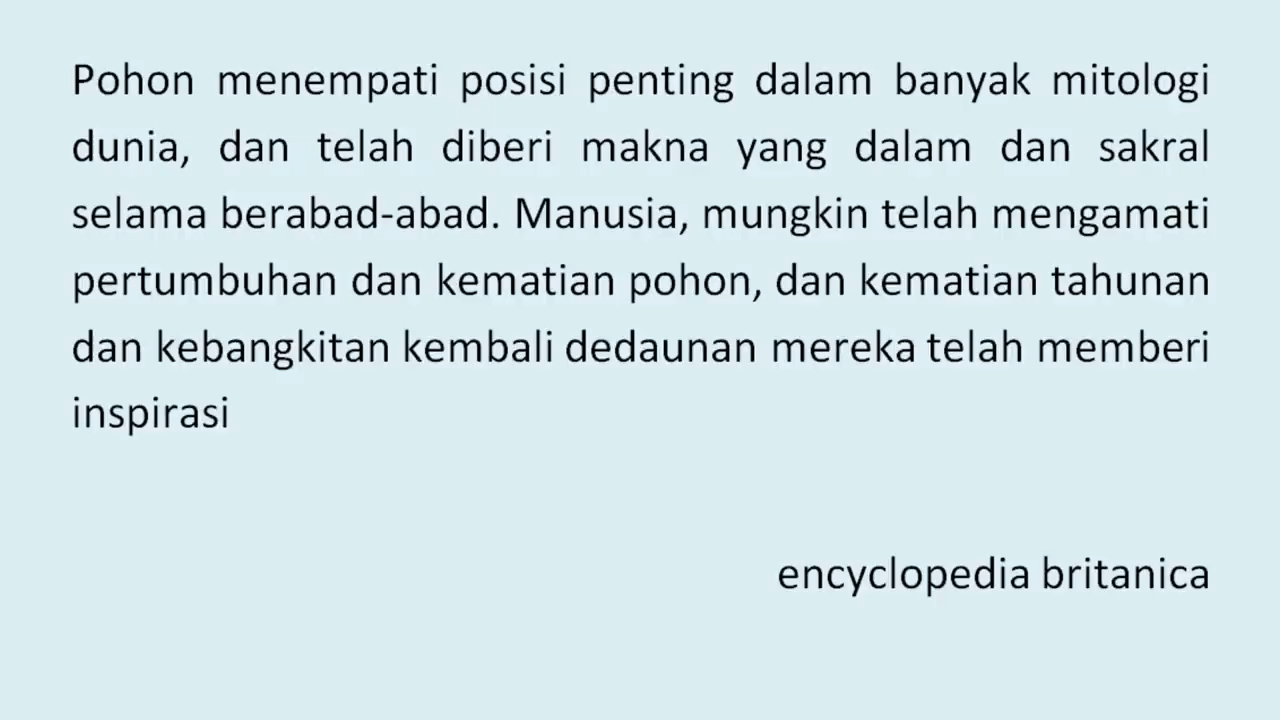 Pohon menempati posisi penting dalam banyak mitologi
dunia, dan telah diberi makna yang dalam dan sakral
selama berabad-abad. Manusia, mungkin telah mengamati
pertumbuhan dan kematian pohon, dan kematian tahunan
dan kebangkitan kembali dedaunan mereka telah memberi
inspirasi
encyclopedia britanica